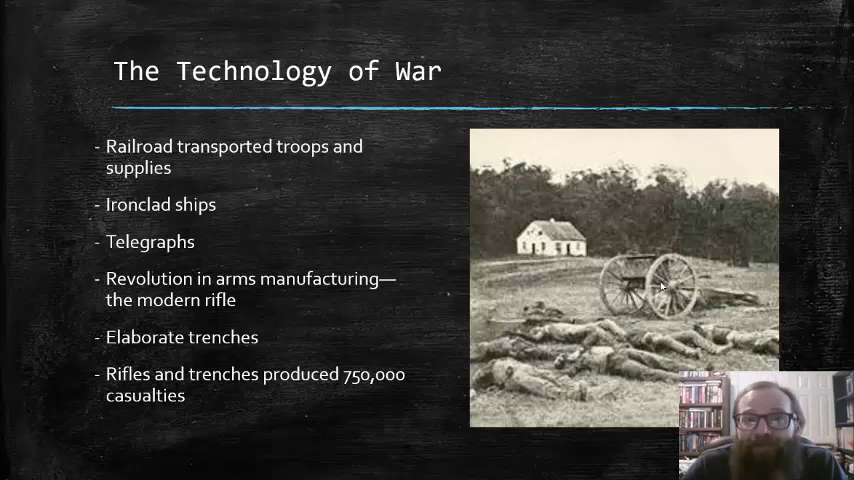 The Technology of War
- Railroad transported troops and
supplies
- Ironclad ships
- Telegraphs
- Revolution in arms manufacturing—
the modern rifle
- Elaborate trenches
- Rifles and trenches produced 750,000
casualties